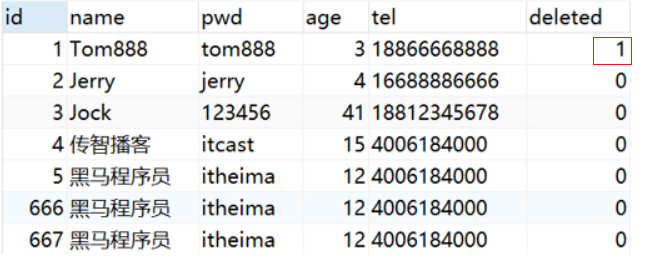 id name pwd age tel deleted
1 Tom888 tom888 3 18866668888 1
2 Jerry jerry 4 16688886666 0
3 Jock 123456 41 18812345678 0
4 传智播客 itcast 15 4006184000 0
5 黑马程序员 itheima 12 4006184000 0
666 黑马程序员 itheima 12 4006184000 0
667 黑马程序员 itheima 12 4006184000 0